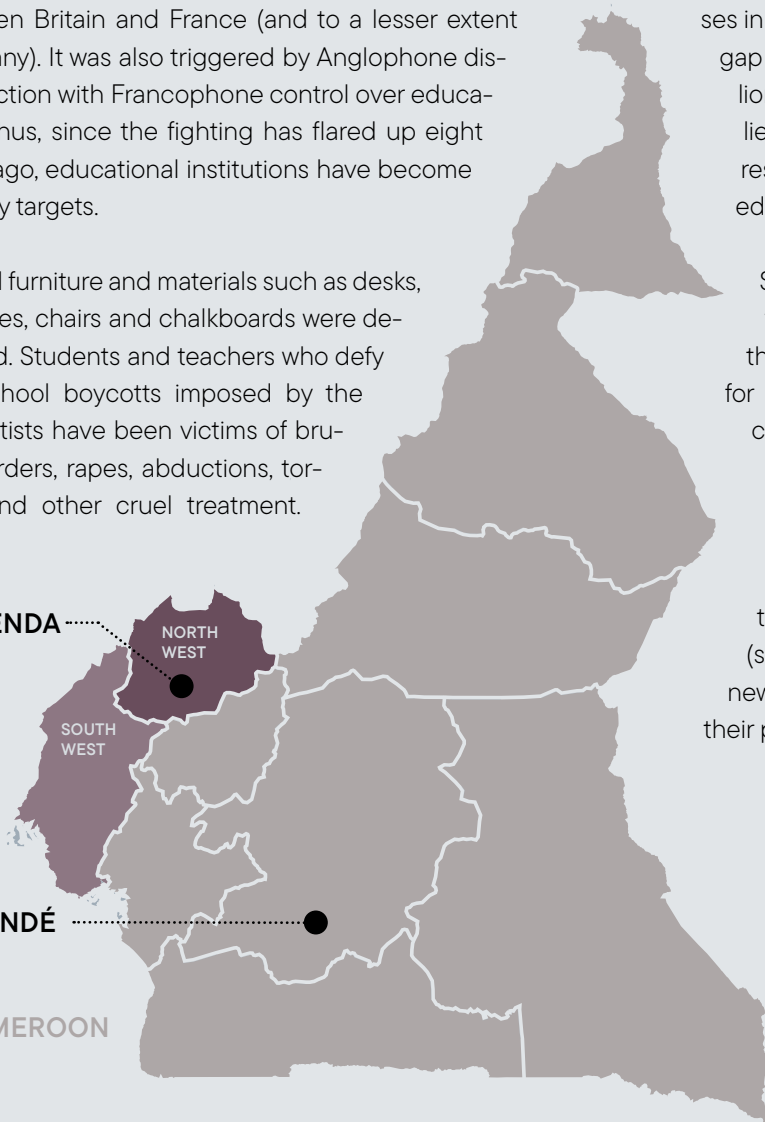 en Britain and France (and to a lesser extent
ny). It was also triggered by Anglophone dis-
ction with Francophone control over educa-
nus, since the fighting has flared up eight
ago, educational institutions have become
y targets.
furniture and materials such as desks,
es, chairs and chalkboards were de-
d. Students and teachers who defy
hool boycotts imposed by the
tists have been victims of bru-
rders, rapes, abductions, tor-
nd other cruel treatment.
ENDA
NORTH
WEST
SOUTH
WEST
NDÉ
MEROON
ses in
gap
lio
lie
res
ed
S
th
for
c
t
(s
new
their p